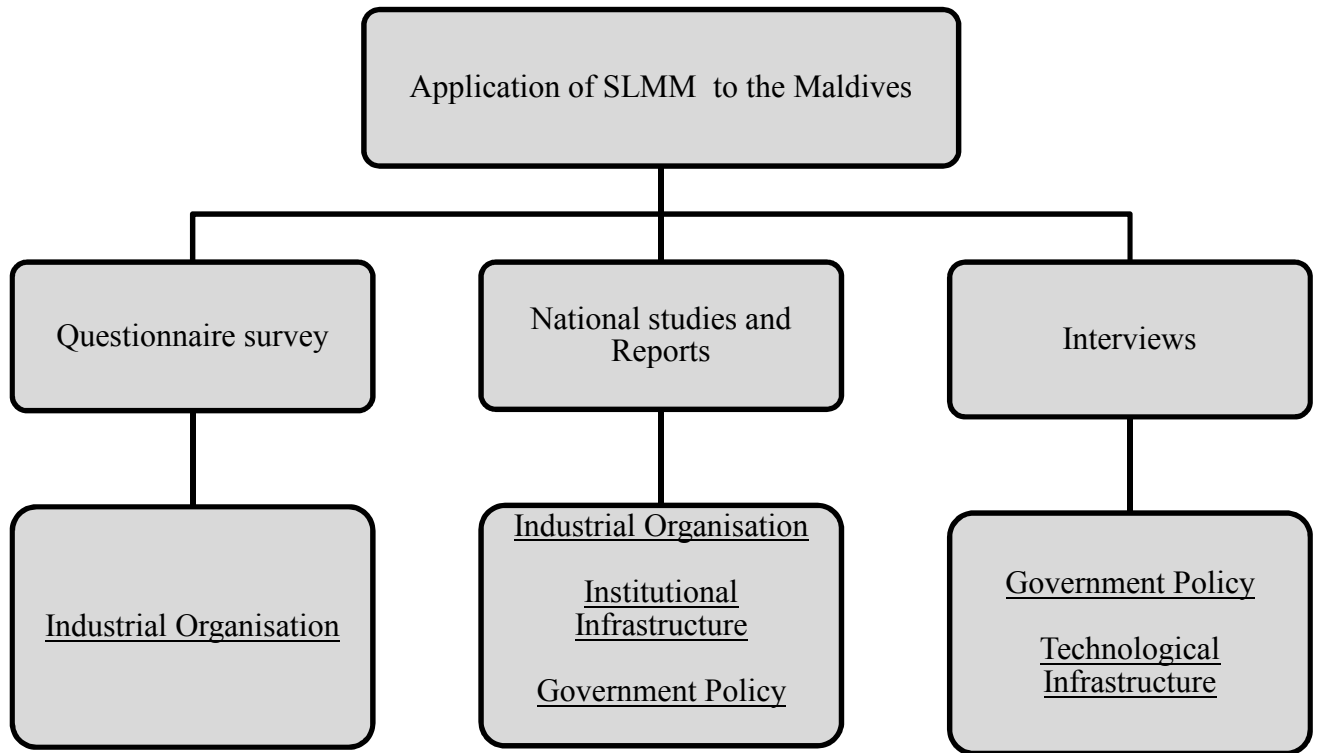 Application of SLMM  to the Maldives
Questionnaire survey
National studies and
Reports
Interviews
Industrial Organisation
Industrial Organisation
Institutional
Infrastructure
Government Policy
Government Policy
Technological
Infrastructure